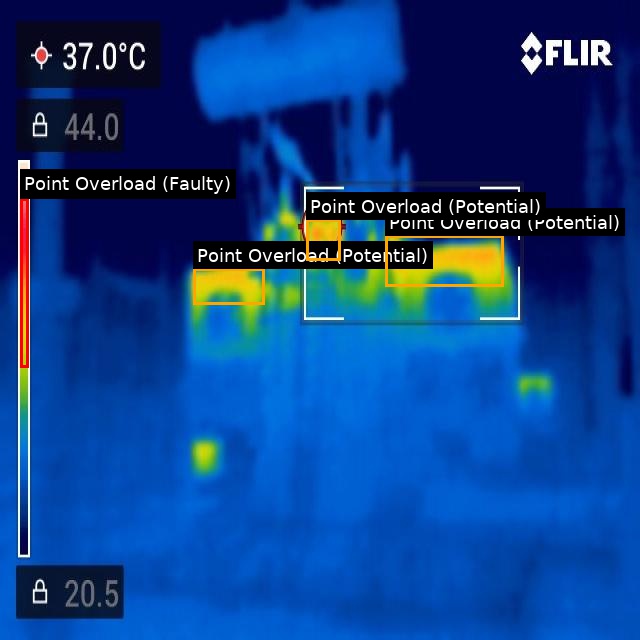 37.0°C
FLIR
44.0
Point Overload (Faulty)
Point Overload (Potential)
Point Overload (Potential)
Point Overload (Potential)
20.5